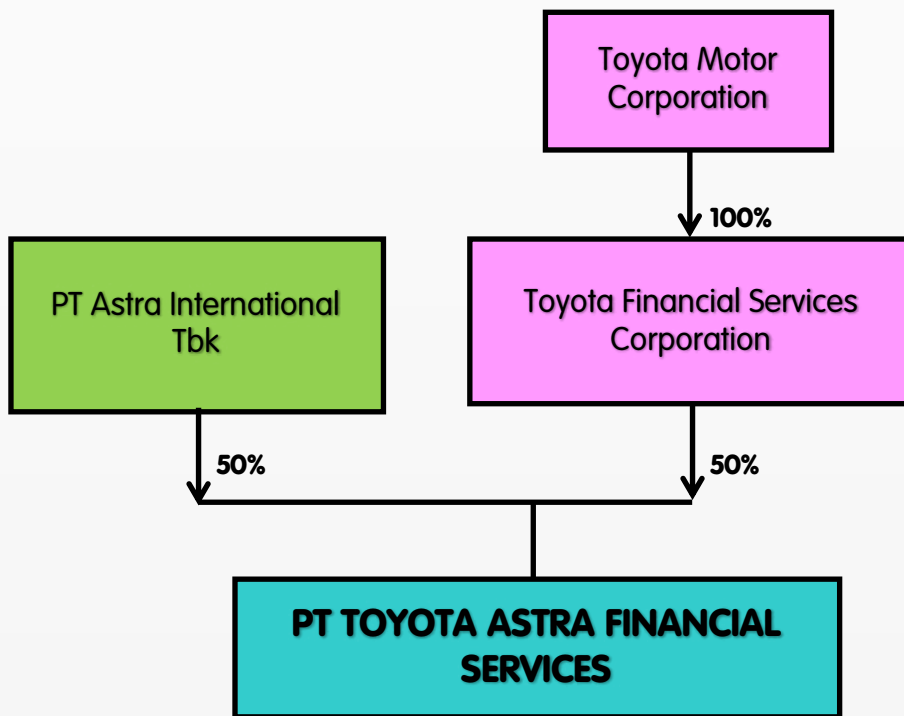 Toyota Motor
Corporation
100%
PT Astra International
Tbk
Toyota Financial Services
Corporation
50%
50%
PT TOYOTA ASTRA FINANCIAL
SERVICES